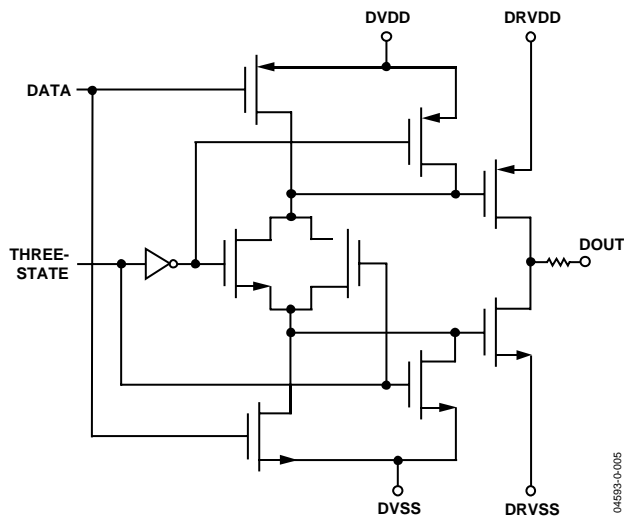 DVDD
DRVDD
DATA
THREE-
STATE
DOUT
DVSS
DRVSS
04593-0-005